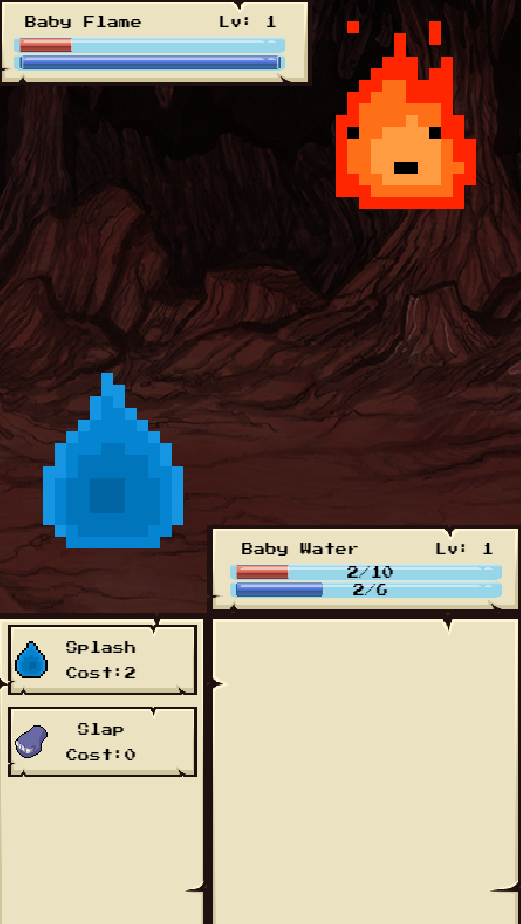 Baby Flame Lv: 1
Baby Water Lv: 1
2/10
2/6
Splash
Cost:2
Slap
Cost:0